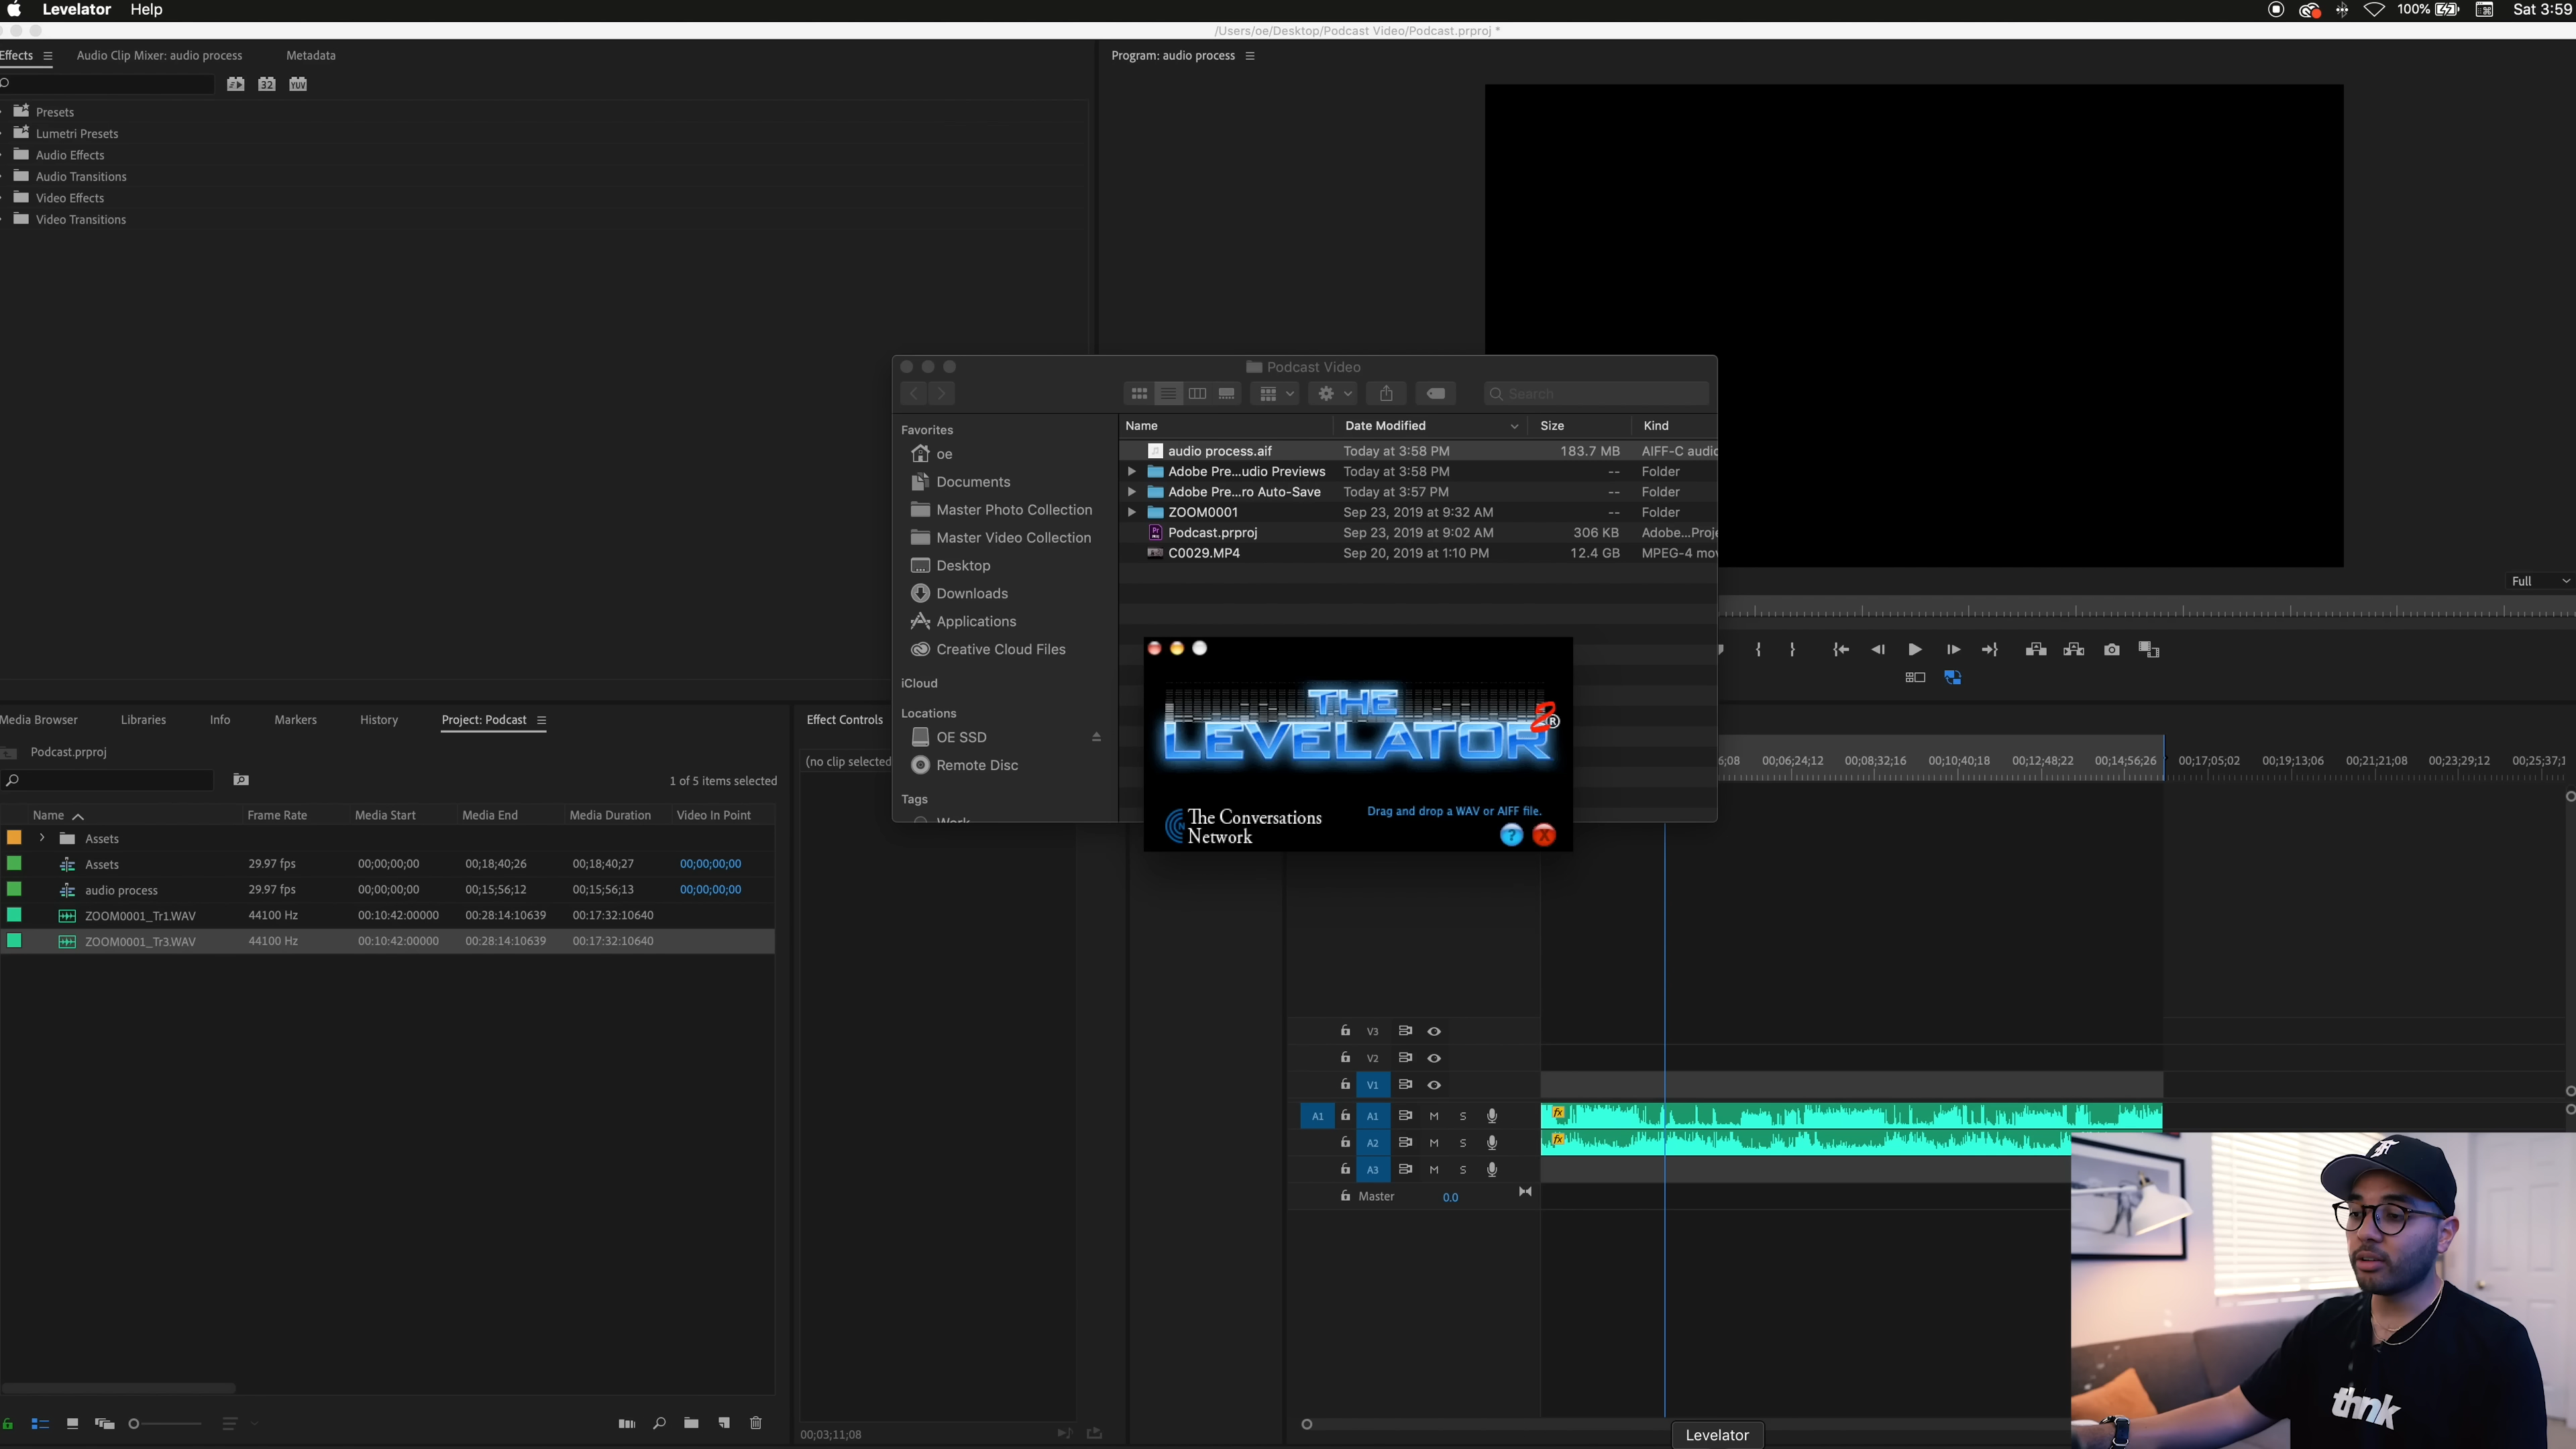 Levelator Help
100% Sat 3:59
/Users/oe/Desktop/Podcast Video/Podcast.prproj *
Effects Audio Clip Mixer: audio process Metadata
32 YUV
Presets
Lumetri Presets
Audio Effects
Audio Transitions
Video Effects
Video Transitions
Program: audio process
Podcast Video
Search
Favorites
oe
Documents
Master Photo Collection
Master Video Collection
Desktop
Downloads
Applications
Creative Cloud Files
iCloud
Locations
OE SSD
Remote Disc
Tags
Work
Name Date Modified Size Kind
audio process.aif Today at 3:58 PM 183.7 MB AIFF-C audio
Adobe Pre...udio Previews Today at 3:58 PM -- Folder
Adobe Pre...ro Auto-Save Today at 3:57 PM -- Folder
ZOOM0001 Sep 23, 2019 at 9:32 AM -- Folder
Podcast.prproj Sep 23, 2019 at 9:02 AM 306 KB Adobe...Proje
C0029.MP4 Sep 20, 2019 at 1:10 PM 12.4 GB MPEG-4 mov
Full
THE
LEVELATOR 2®
The Conversations
Network
Drag and drop a WAV or AIFF file.
? X
Media Browser Libraries Info Markers History Project: Podcast
Podcast.prproj
1 of 5 items selected
Name Frame Rate Media Start Media End Media Duration Video In Point
Assets
Assets 29.97 fps 00;00;00;00 00;18;40;26 00;18;40;27 00;00;00;00
audio process 29.97 fps 00;00;00;00 00;15;56;12 00;15;56;13 00;00;00;00
ZOOM0001_Tr1.WAV 44100 Hz 00:10:42:00000 00:28:14:10639 00:17:32:10640
ZOOM0001_Tr3.WAV 44100 Hz 00:10:42:00000 00:28:14:10639 00:17:32:10640
Effect Controls
(no clip selected
00;03;11;08
6;08 00;06;24;12 00;08;32;16 00;10;40;18 00;12;48;22 00;14;56;26 00;17;05;02 00;19;13;06 00;21;21;08 00;23;29;12 00;25;37;1
V3
V2
V1
A1 A1 M S fx
A2 M S fx
A3 M S
Master 0.0
Levelator
thnk